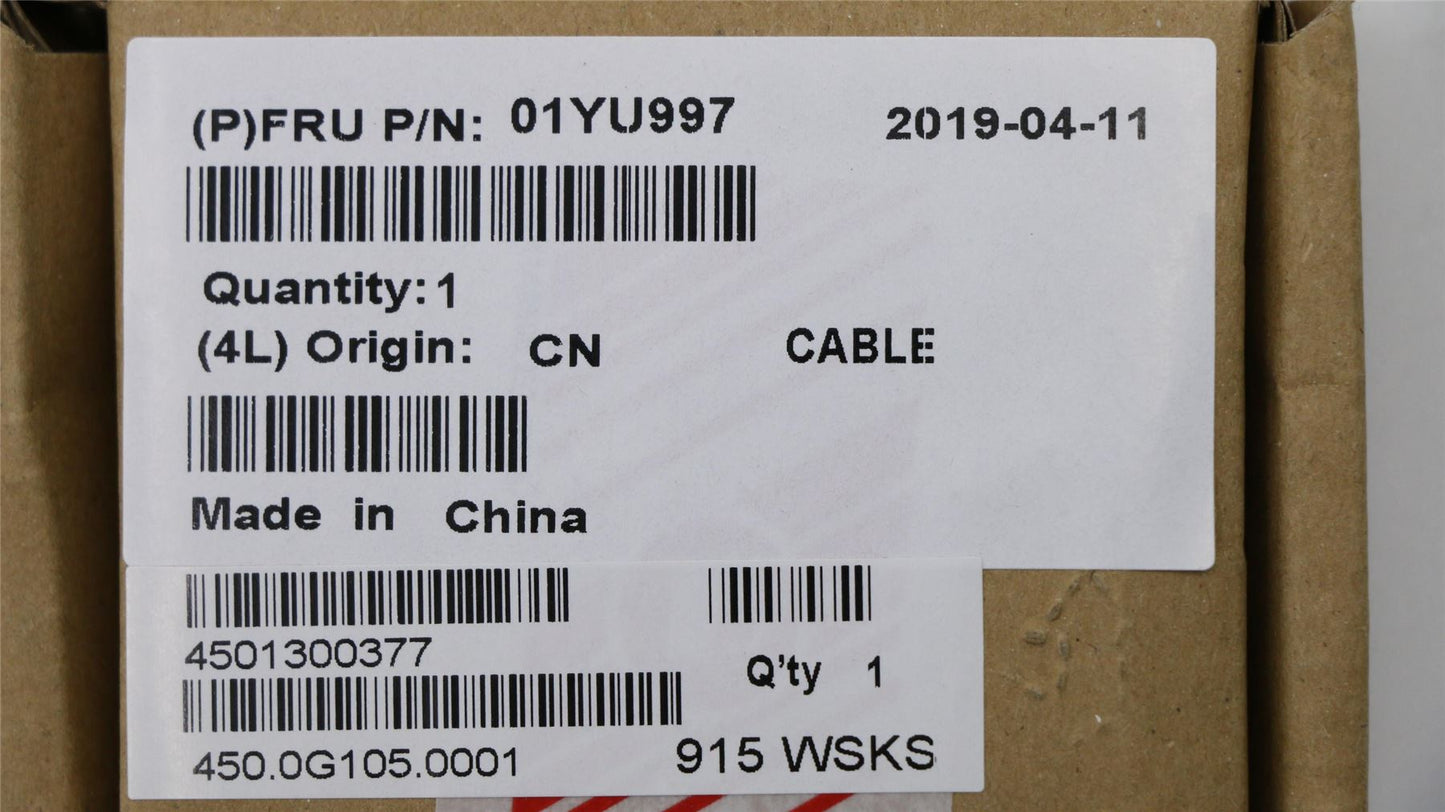 (P)FRU P/N: 01YU997 2019-04-11
Quantity: 1
(4L) Origin: CN CABLE
Made in China
4501300377
Q'ty 1
450.0G105.0001 915 WSKS